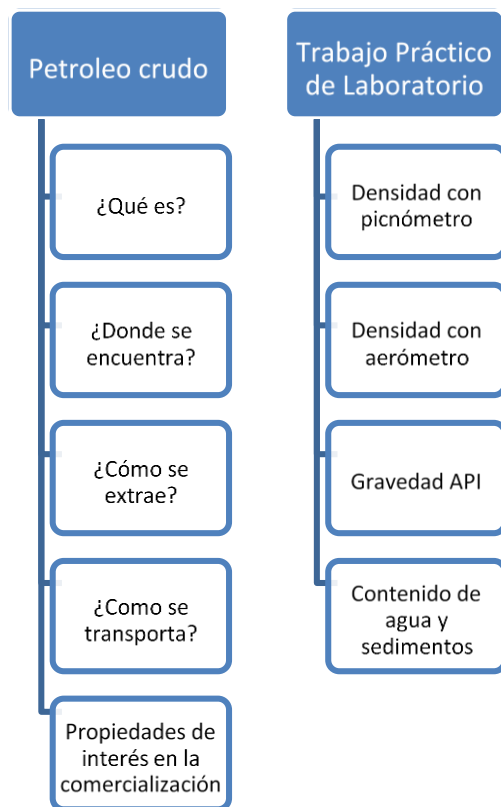 Petroleo crudo
¿Qué es?
¿Donde se
encuentra?
¿Cómo se
extrae?
¿Como se
transporta?
Propiedades de
interés en la
comercialización
Trabajo Práctico
de Laboratorio
Densidad con
picnómetro
Densidad con
aerómetro
Gravedad API
Contenido de
agua y
sedimentos